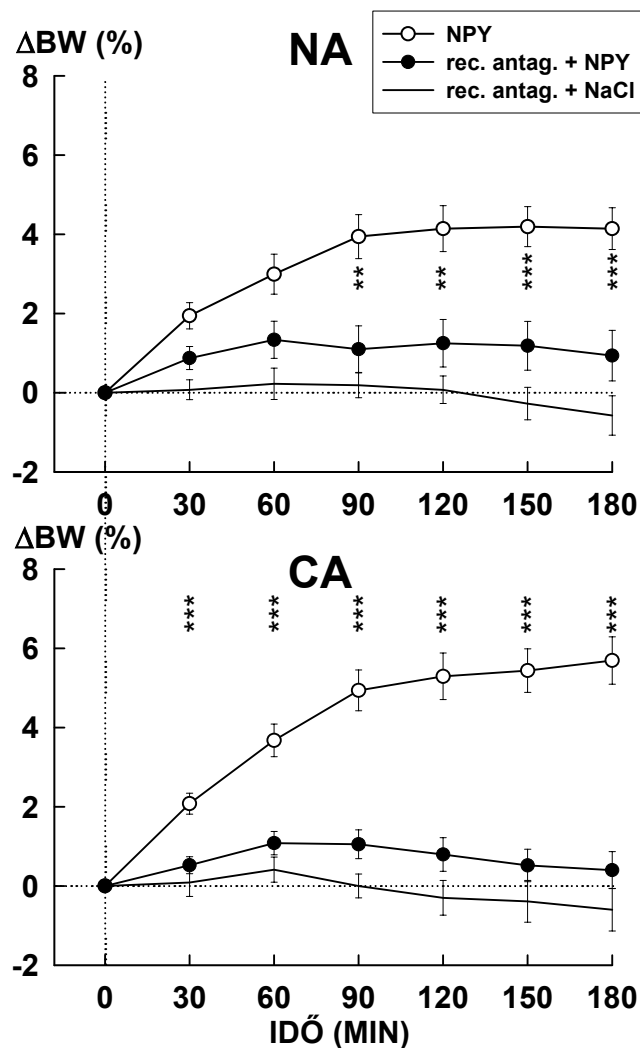 ΔBW (%)
NA
NPY
rec. antag. + NPY
rec. antag. + NaCl
8
6
4
2
0
-2
** ** *** ***
0 30 60 90 120 150 180
ΔBW (%)
CA
8
6
4
2
0
-2
*** *** *** *** *** ***
0 30 60 90 120 150 180
IDŐ (MIN)